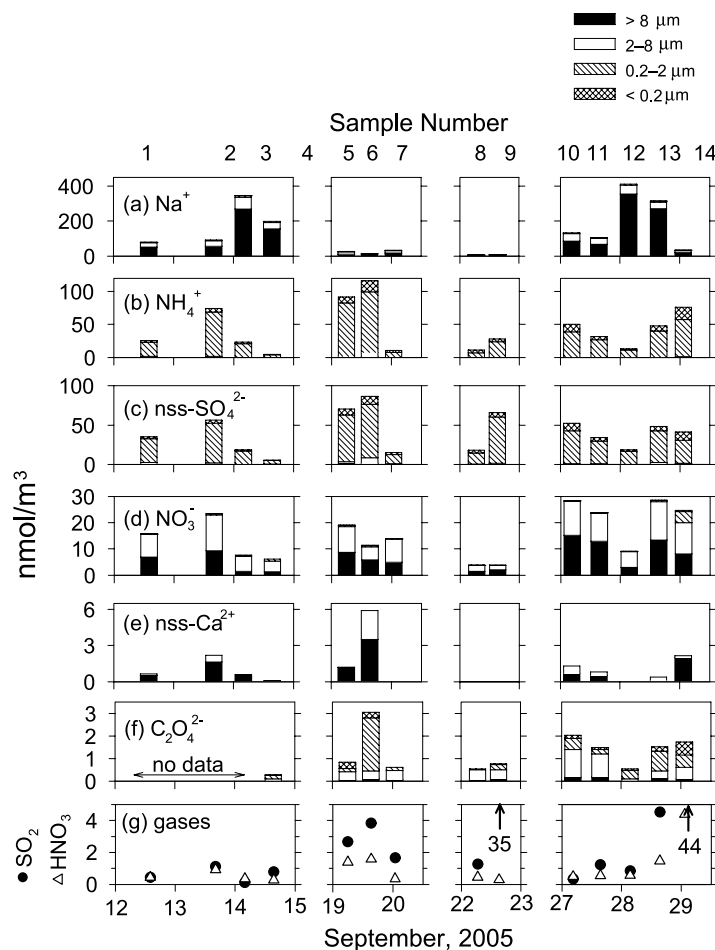 > 8 µm
2–8 µm
0.2–2 µm
< 0.2 µm
Sample Number
1 2 3 4 5 6 7 8 9 10 11 12 13 14
400
200
0
(a) Na⁺
100
50
0
(b) NH₄⁺
100
50
0
(c) nss-SO₄²⁻
30
20
10
0
(d) NO₃⁻
6
3
0
(e) nss-Ca²⁺
3
2
1
0
(f) C₂O₄²⁻
no data
4
2
0
(g) gases
35
44
nmol/m³
● SO₂
△ HNO₃
12 13 14 15 19 20 22 23 27 28 29
September, 2005